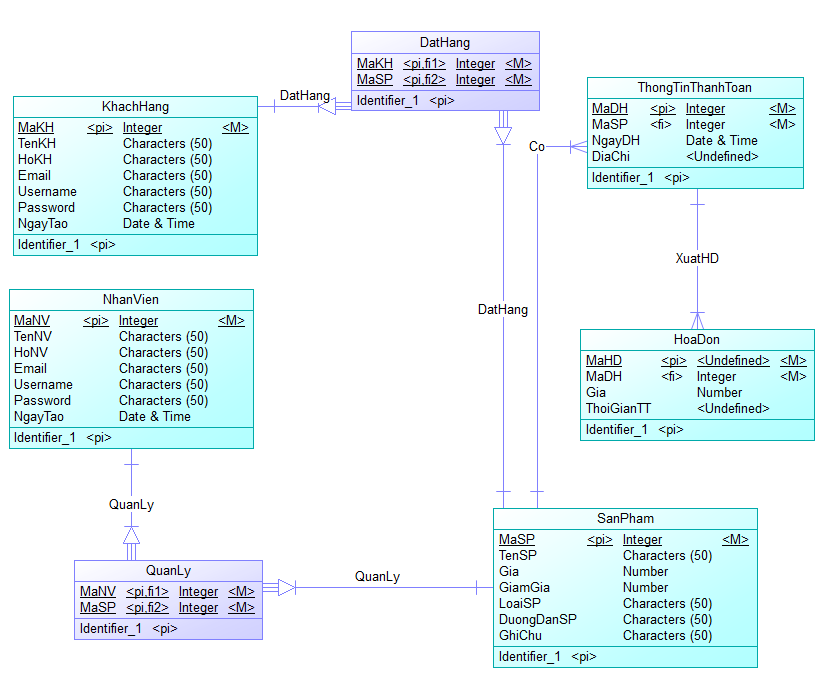 DatHang
MaKH <pi,fi1> Integer <M>
MaSP <pi,fi2> Integer <M>
Identifier_1 <pi>
DatHang
KhachHang
MaKH <pi> Integer <M>
TenKH Characters (50)
HoKH Characters (50)
Email Characters (50)
Username Characters (50)
Password Characters (50)
NgayTao Date & Time
Identifier_1 <pi>
ThongTinThanhToan
MaDH <pi> Integer <M>
MaSP <fi> Integer <M>
NgayDH Date & Time
DiaChi <Undefined>
Identifier_1 <pi>
Co
XuatHD
NhanVien
MaNV <pi> Integer <M>
TenNV Characters (50)
HoNV Characters (50)
Email Characters (50)
Username Characters (50)
Password Characters (50)
NgayTao Date & Time
Identifier_1 <pi>
DatHang
HoaDon
MaHD <pi> <Undefined> <M>
MaDH <fi> Integer <M>
Gia Number
ThoiGianTT <Undefined>
Identifier_1 <pi>
QuanLy
QuanLy
MaNV <pi,fi1> Integer <M>
MaSP <pi,fi2> Integer <M>
Identifier_1 <pi>
QuanLy
SanPham
MaSP <pi> Integer <M>
TenSP Characters (50)
Gia Number
GiamGia Number
LoaiSP Characters (50)
DuongDanSP Characters (50)
GhiChu Characters (50)
Identifier_1 <pi>